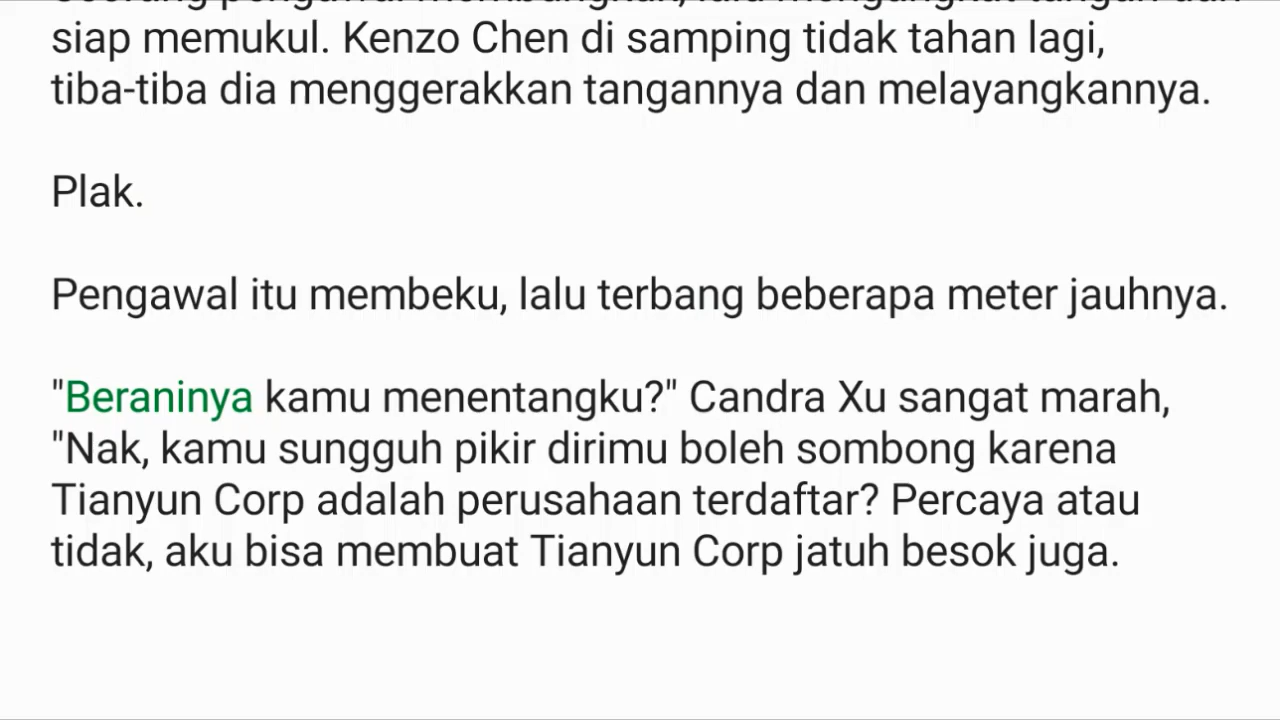 siap memukul. Kenzo Chen di samping tidak tahan lagi,
tiba-tiba dia menggerakkan tangannya dan melayangkannya.
Plak.
Pengawal itu membeku, lalu terbang beberapa meter jauhnya.
"Beraninya kamu menentangku?" Candra Xu sangat marah,
"Nak, kamu sungguh pikir dirimu boleh sombong karena
Tianyun Corp adalah perusahaan terdaftar? Percaya atau
tidak, aku bisa membuat Tianyun Corp jatuh besok juga.